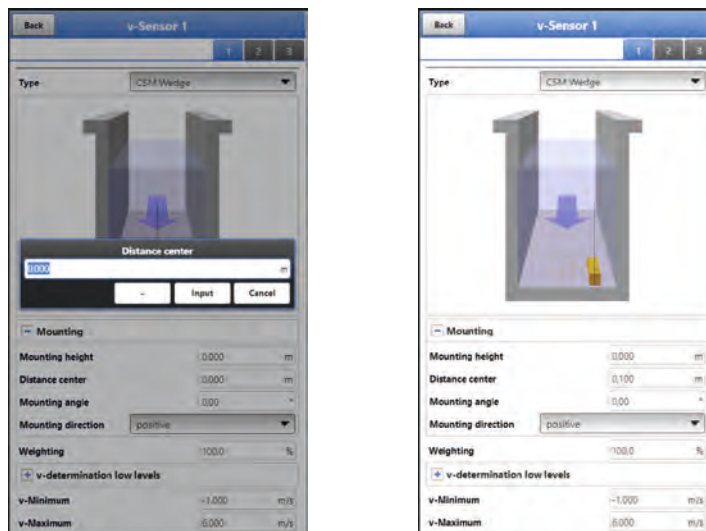 Back v-Sensor 1
1 2 3
Type CSM Wedge
Distance center
0.000 m
- Input Cancel
Mounting
Mounting height 0.000 m
Distance center 0.000 m
Mounting angle 0.00 °
Mounting direction positive
Weighting 100.0 %
v-determination low levels
v-Minimum -1.000 m/s
v-Maximum 6.000 m/s
Back v-Sensor 1
1 2 3
Type CSM Wedge
Mounting
Mounting height 0.000 m
Distance center 0.100 m
Mounting angle 0.00 °
Mounting direction positive
Weighting 100.0 %
v-determination low levels
v-Minimum -1.000 m/s
v-Maximum 6.000 m/s